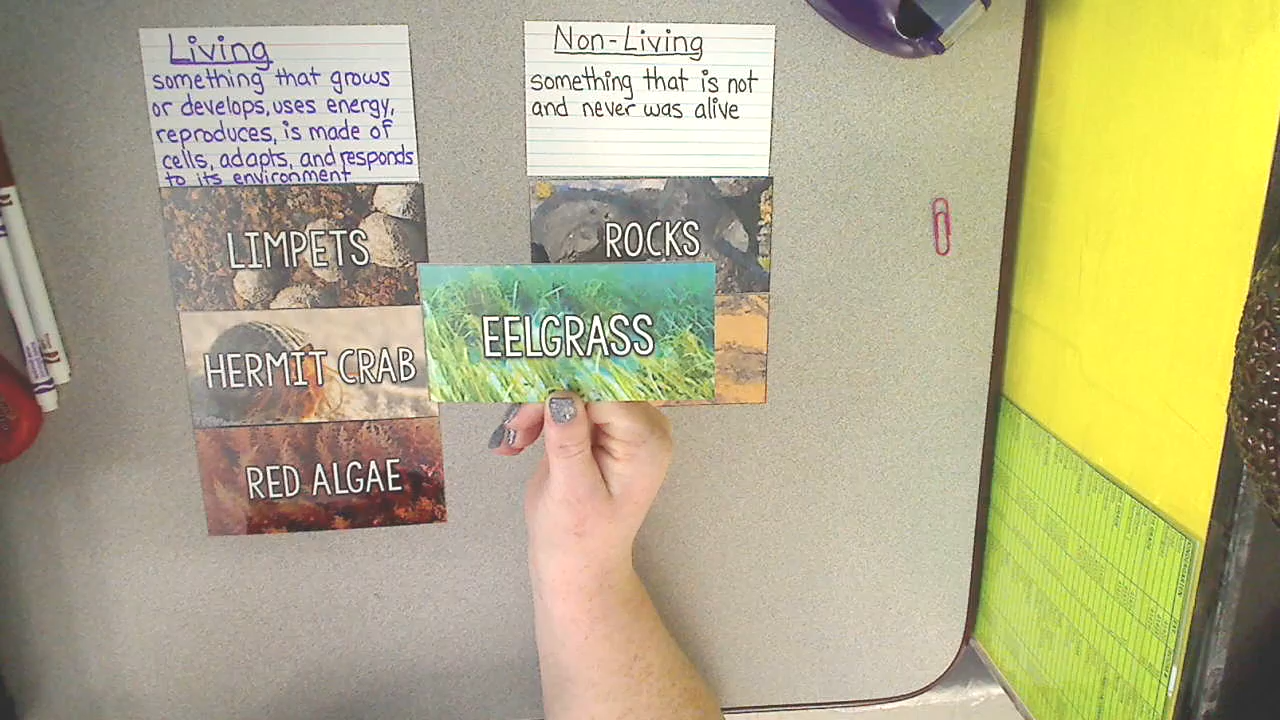 Living
something that grows
or develops, uses energy,
reproduces, is made of
cells, adapts, and responds
to its environment
Non-Living
something that is not
and never was alive
LIMPETS
HERMIT CRAB
RED ALGAE
ROCKS
EELGRASS